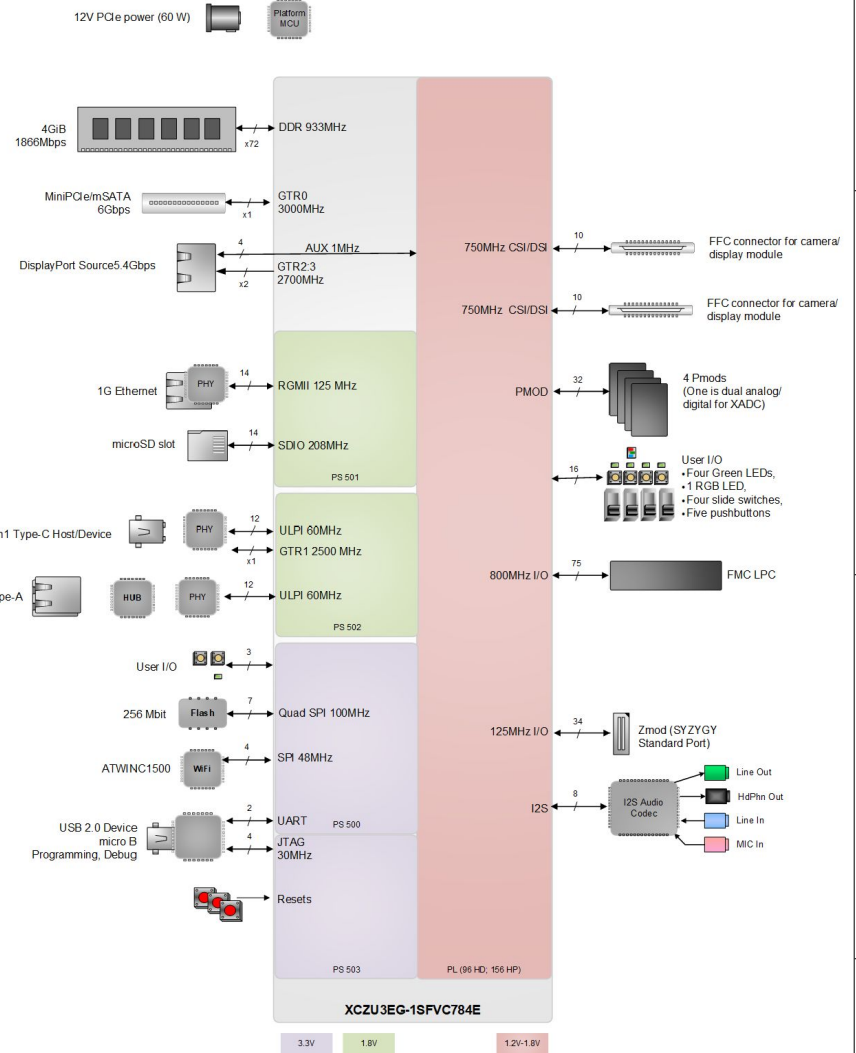 12V PCIe power (60 W)
Platform
MCU
4GiB
1866Mbps
x72
DDR 933MHz
MiniPCIe/mSATA
6Gbps
x1
GTR0
3000MHz
DisplayPort Source5.4Gbps
4
AUX 1MHz
x2
GTR2:3
2700MHz
750MHz CSI/DSI
10
FFC connector for camera/
display module
750MHz CSI/DSI
10
FFC connector for camera/
display module
1G Ethernet
PHY
14
RGMII 125 MHz
PMOD
32
4 Pmods
(One is dual analog/
digital for XADC)
microSD slot
14
SDIO 208MHz
PS 501
16
User I/O
•Four Green LEDs,
•1 RGB LED,
•Four slide switches,
•Five pushbuttons
n1 Type-C Host/Device
PHY
12
ULPI 60MHz
x1
GTR1 2500 MHz
pe-A
HUB
PHY
12
ULPI 60MHz
PS 502
800MHz I/O
75
FMC LPC
User I/O
3
256 Mbit
Flash
7
Quad SPI 100MHz
ATWINC1500
WiFi
4
SPI 48MHz
125MHz I/O
34
Zmod (SYZYGY
Standard Port)
USB 2.0 Device
micro B
Programming, Debug
2
UART
PS 500
4
JTAG
30MHz
I2S
8
I2S Audio
Codec
Line Out
HdPhn Out
Line In
MIC In
Resets
PS 503
PL (96 HD; 156 HP)
XCZU3EG-1SFVC784E
3.3V
1.8V
1.2V-1.8V